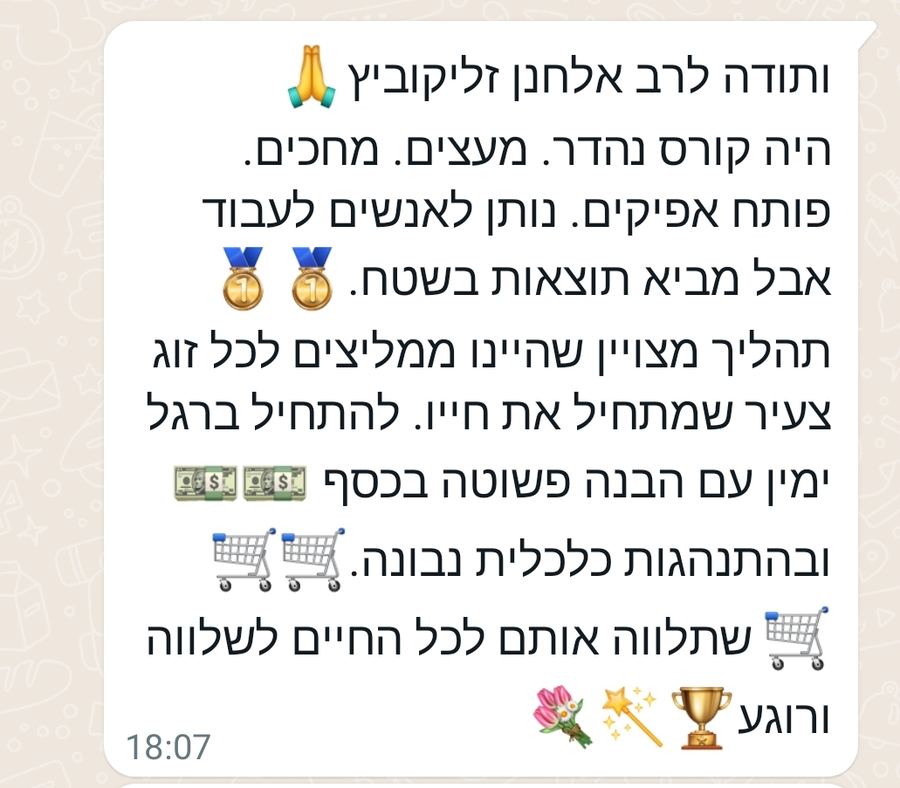 ותודה לרב אלחנן זליקוביץ 🙏
היה קורס נהדר. מעצים. מחכים.
פותח אפיקים. נותן לאנשים לעבוד
אבל מביא תוצאות בשטח. 🥇🥇
תהליך מצויין שהיינו ממליצים לכל זוג
צעיר שמתחיל את חייו. להתחיל ברגל
ימין עם הבנה פשוטה בכסף 💵💵
ובהתנהגות כלכלית נבונה.🛒🛒
🛒 שתלווה אותם לכל החיים לשלווה
ורוגע🏆🪄💐
18:07